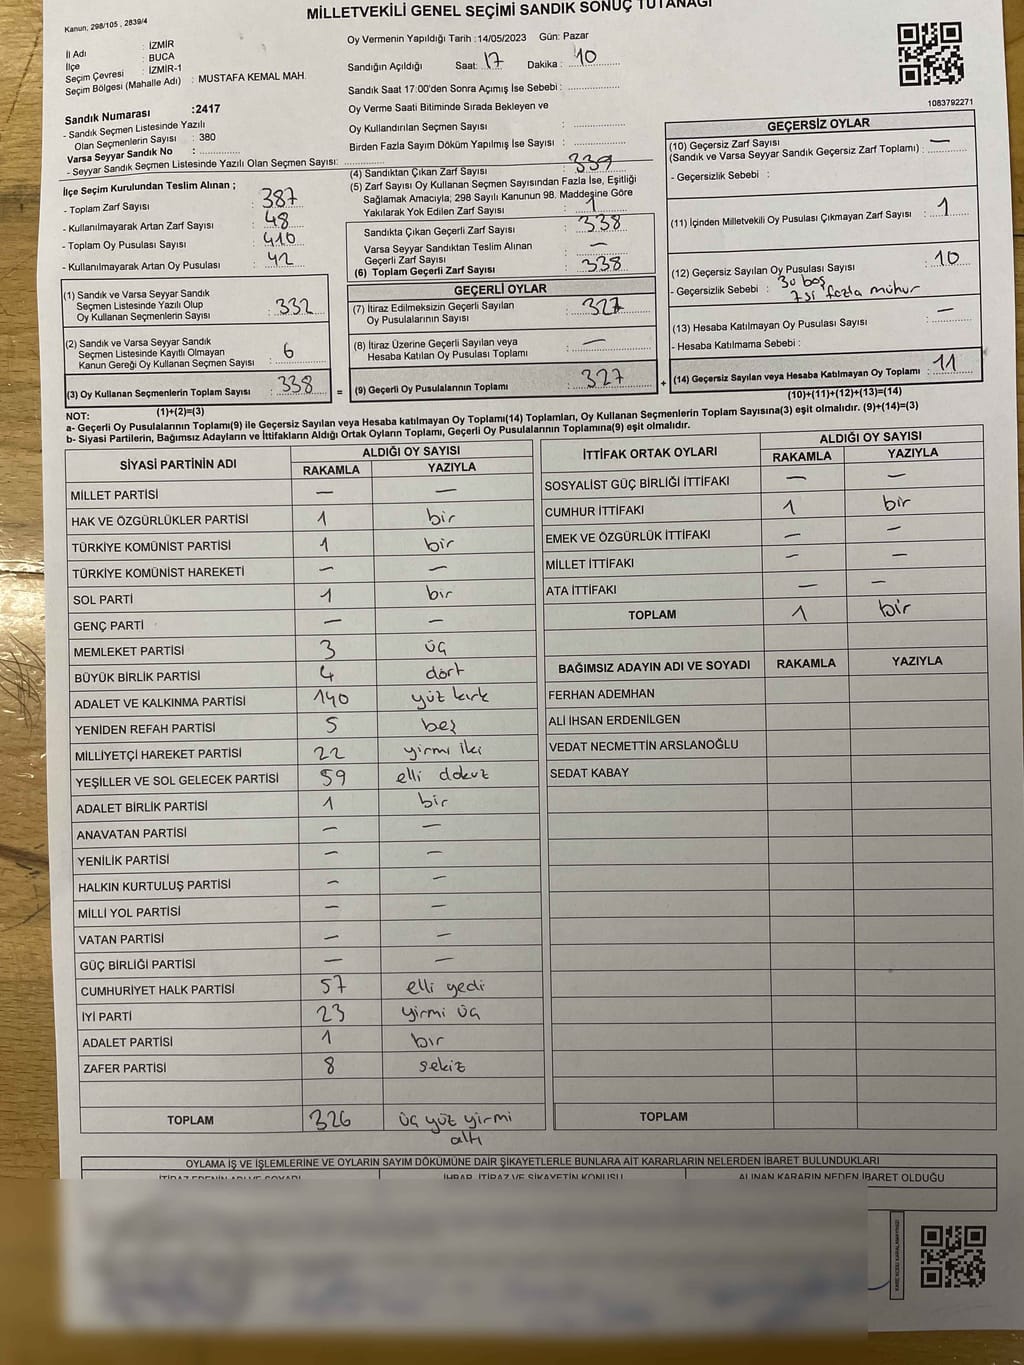 MİLLETVEKİLİ GENEL SEÇİMİ SANDIK SONUÇ TUTANAĞI
Kanun, 298/105 , 2839/4
İl Adı : İZMİR
İlçe : BUCA
Seçim Çevresi : İZMİR-1
Seçim Bölgesi (Mahalle Adı) : MUSTAFA KEMAL MAH.
Sandık Numarası :2417
- Sandık Seçmen Listesinde Yazılı
Olan Seçmenlerin Sayısı : 380
Varsa Seyyar Sandık No : ............
- Seyyar Sandık Seçmen Listesinde Yazılı Olan Seçmen Sayısı: ............
Oy Vermenin Yapıldığı Tarih :14/05/2023 Gün: Pazar
Sandığın Açıldığı Saat: 17 Dakika : 10
Sandık Saat 17:00'den Sonra Açımış İse Sebebi : ............
Oy Verme Saati Bitiminde Sırada Bekleyen ve
Oy Kullandırılan Seçmen Sayısı : ............
Birden Fazla Sayım Döküm Yapılmış İse Sayısı : ............
1083792271
İlçe Seçim Kurulundan Teslim Alınan ;
- Toplam Zarf Sayısı : 387
- Kullanılmayarak Artan Zarf Sayısı : 48
- Toplam Oy Pusulası Sayısı : 410
- Kullanılmayarak Artan Oy Pusulası : 42
(1) Sandık ve Varsa Seyyar Sandık
Seçmen Listesinde Yazılı Olup
Oy Kullanan Seçmenlerin Sayısı : 332
(2) Sandık ve Varsa Seyyar Sandık
Seçmen Listesinde Kayıtlı Olmayan
Kanun Gereği Oy Kullanan Seçmen Sayısı : 6
(3) Oy Kullanan Seçmenlerin Toplam Sayısı : 338 =
(4) Sandıktan Çıkan Zarf Sayısı : 339
(5) Zarf Sayısı Oy Kullanan Seçmen Sayısından Fazla İse, Eşitliği
Sağlamak Amacıyla; 298 Sayılı Kanunun 98. Maddesine Göre
Yakılarak Yok Edilen Zarf Sayısı : 1
Sandıkta Çıkan Geçerli Zarf Sayısı : 338
Varsa Seyyar Sandıktan Teslim Alınan
Geçerli Zarf Sayısı : —
(6) Toplam Geçerli Zarf Sayısı : 338
GEÇERLİ OYLAR
(7) İtiraz Edilmeksizin Geçerli Sayılan
Oy Pusulalarının Sayısı : 327
(8) İtiraz Üzerine Geçerli Sayılan veya
Hesaba Katılan Oy Pusulası Toplamı : —
(9) Geçerli Oy Pusulalarının Toplamı : 327 +
GEÇERSİZ OYLAR
(10) Geçersiz Zarf Sayısı
(Sandık ve Varsa Seyyar Sandık Geçersiz Zarf Toplamı) : —
- Geçersizlik Sebebi :
(11) İçinden Milletvekili Oy Pusulası Çıkmayan Zarf Sayısı : 1
(12) Geçersiz Sayılan Oy Pusulası Sayısı : 10
- Geçersizlik Sebebi : boş
7si fazla mühür
(13) Hesaba Katılmayan Oy Pusulası Sayısı : —
- Hesaba Katılmama Sebebi :
(14) Geçersiz Sayılan veya Hesaba Katılmayan Oy Toplamı : 11
(10)+(11)+(12)+(13)=(14)
NOT: (1)+(2)=(3)
a- Geçerli Oy Pusulalarının Toplamı(9) ile Geçersiz Sayılan veya Hesaba katılmayan Oy Toplamı(14) Toplamları, Oy Kullanan Seçmenlerin Toplam Sayısına(3) eşit olmalıdır. (9)+(14)=(3)
b- Siyasi Partilerin, Bağımsız Adayların ve İttifakların Aldığı Ortak Oyların Toplamı, Geçerli Oy Pusulalarının Toplamına(9) eşit olmalıdır.
SİYASİ PARTİNİN ADI ALDIĞI OY SAYISI
RAKAMLA YAZIYLA
MİLLET PARTİSİ — —
HAK VE ÖZGÜRLÜKLER PARTİSİ 1 bir
TÜRKİYE KOMÜNİST PARTİSİ 1 bir
TÜRKİYE KOMÜNİST HAREKETİ — —
SOL PARTİ 1 bir
GENÇ PARTİ — —
MEMLEKET PARTİSİ 3 üç
BÜYÜK BİRLİK PARTİSİ 4 dört
ADALET VE KALKINMA PARTİSİ 140 yüz kırk
YENİDEN REFAH PARTİSİ 5 beş
MİLLİYETÇİ HAREKET PARTİSİ 22 yirmi iki
YEŞİLLER VE SOL GELECEK PARTİSİ 59 elli dokuz
ADALET BİRLİK PARTİSİ 1 bir
ANAVATAN PARTİSİ — —
YENİLİK PARTİSİ — —
HALKIN KURTULUŞ PARTİSİ — —
MİLLİ YOL PARTİSİ — —
VATAN PARTİSİ — —
GÜÇ BİRLİĞİ PARTİSİ — —
CUMHURİYET HALK PARTİSİ 57 elli yedi
İYİ PARTİ 23 yirmi üç
ADALET PARTİSİ 1 bir
ZAFER PARTİSİ 8 sekiz
TOPLAM 326 üç yüz yirmi
altı
İTTİFAK ORTAK OYLARI ALDIĞI OY SAYISI
RAKAMLA YAZIYLA
SOSYALİST GÜÇ BİRLİĞİ İTTİFAKI — —
CUMHUR İTTİFAKI 1 bir
EMEK VE ÖZGÜRLÜK İTTİFAKI — —
MİLLET İTTİFAKI — —
ATA İTTİFAKI — —
TOPLAM 1 bir
BAĞIMSIZ ADAYIN ADI VE SOYADI RAKAMLA YAZIYLA
FERHAN ADEMHAN
ALİ İHSAN ERDENİLGEN
VEDAT NECMETTİN ARSLANOĞLU
SEDAT KABAY
TOPLAM
OYLAMA İŞ VE İŞLEMLERİNE VE OYLARIN SAYIM DÖKÜMÜNE DAİR ŞİKAYETLERLE BUNLARA AİT KARARLARIN NELERDEN İBARET BULUNDUKLARI
İTİRAZ EDENİN ADI VE SOYADI İHBAR, İTİRAZ VE ŞİKAYETİN KONUSU ALINAN KARARIN NEDEN İBARET OLDUĞU